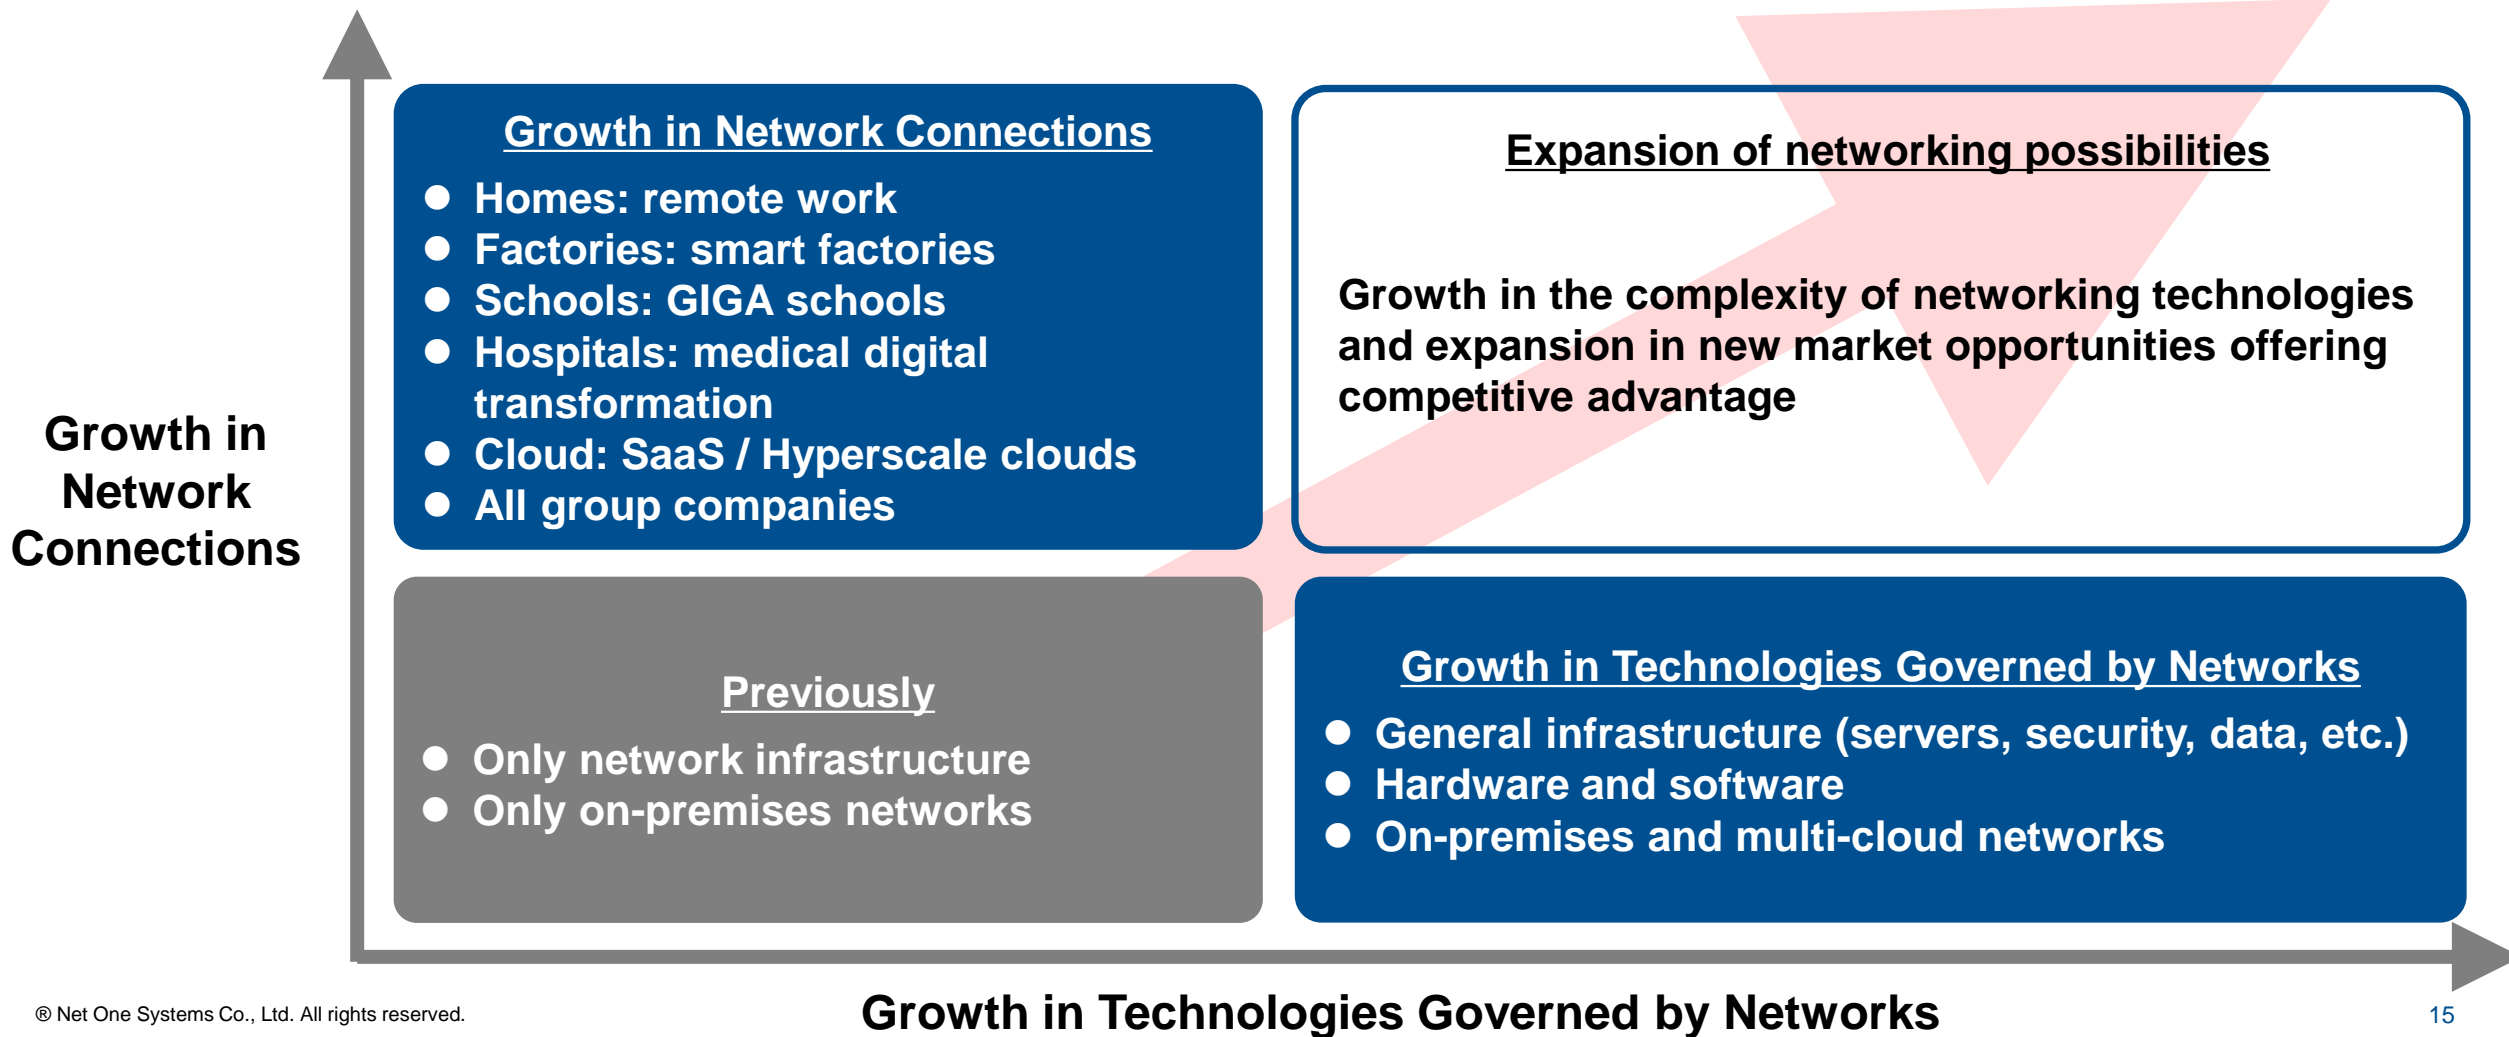 Growth in
Network
Connections
Growth in Network Connections
● Homes: remote work
● Factories: smart factories
● Schools: GIGA schools
● Hospitals: medical digital
transformation
● Cloud: SaaS / Hyperscale clouds
● All group companies
Expansion of networking possibilities
Growth in the complexity of networking technologies
and expansion in new market opportunities offering
competitive advantage
Previously
● Only network infrastructure
● Only on-premises networks
Growth in Technologies Governed by Networks
● General infrastructure (servers, security, data, etc.)
● Hardware and software
● On-premises and multi-cloud networks
Growth in Technologies Governed by Networks
® Net One Systems Co., Ltd. All rights reserved.
15